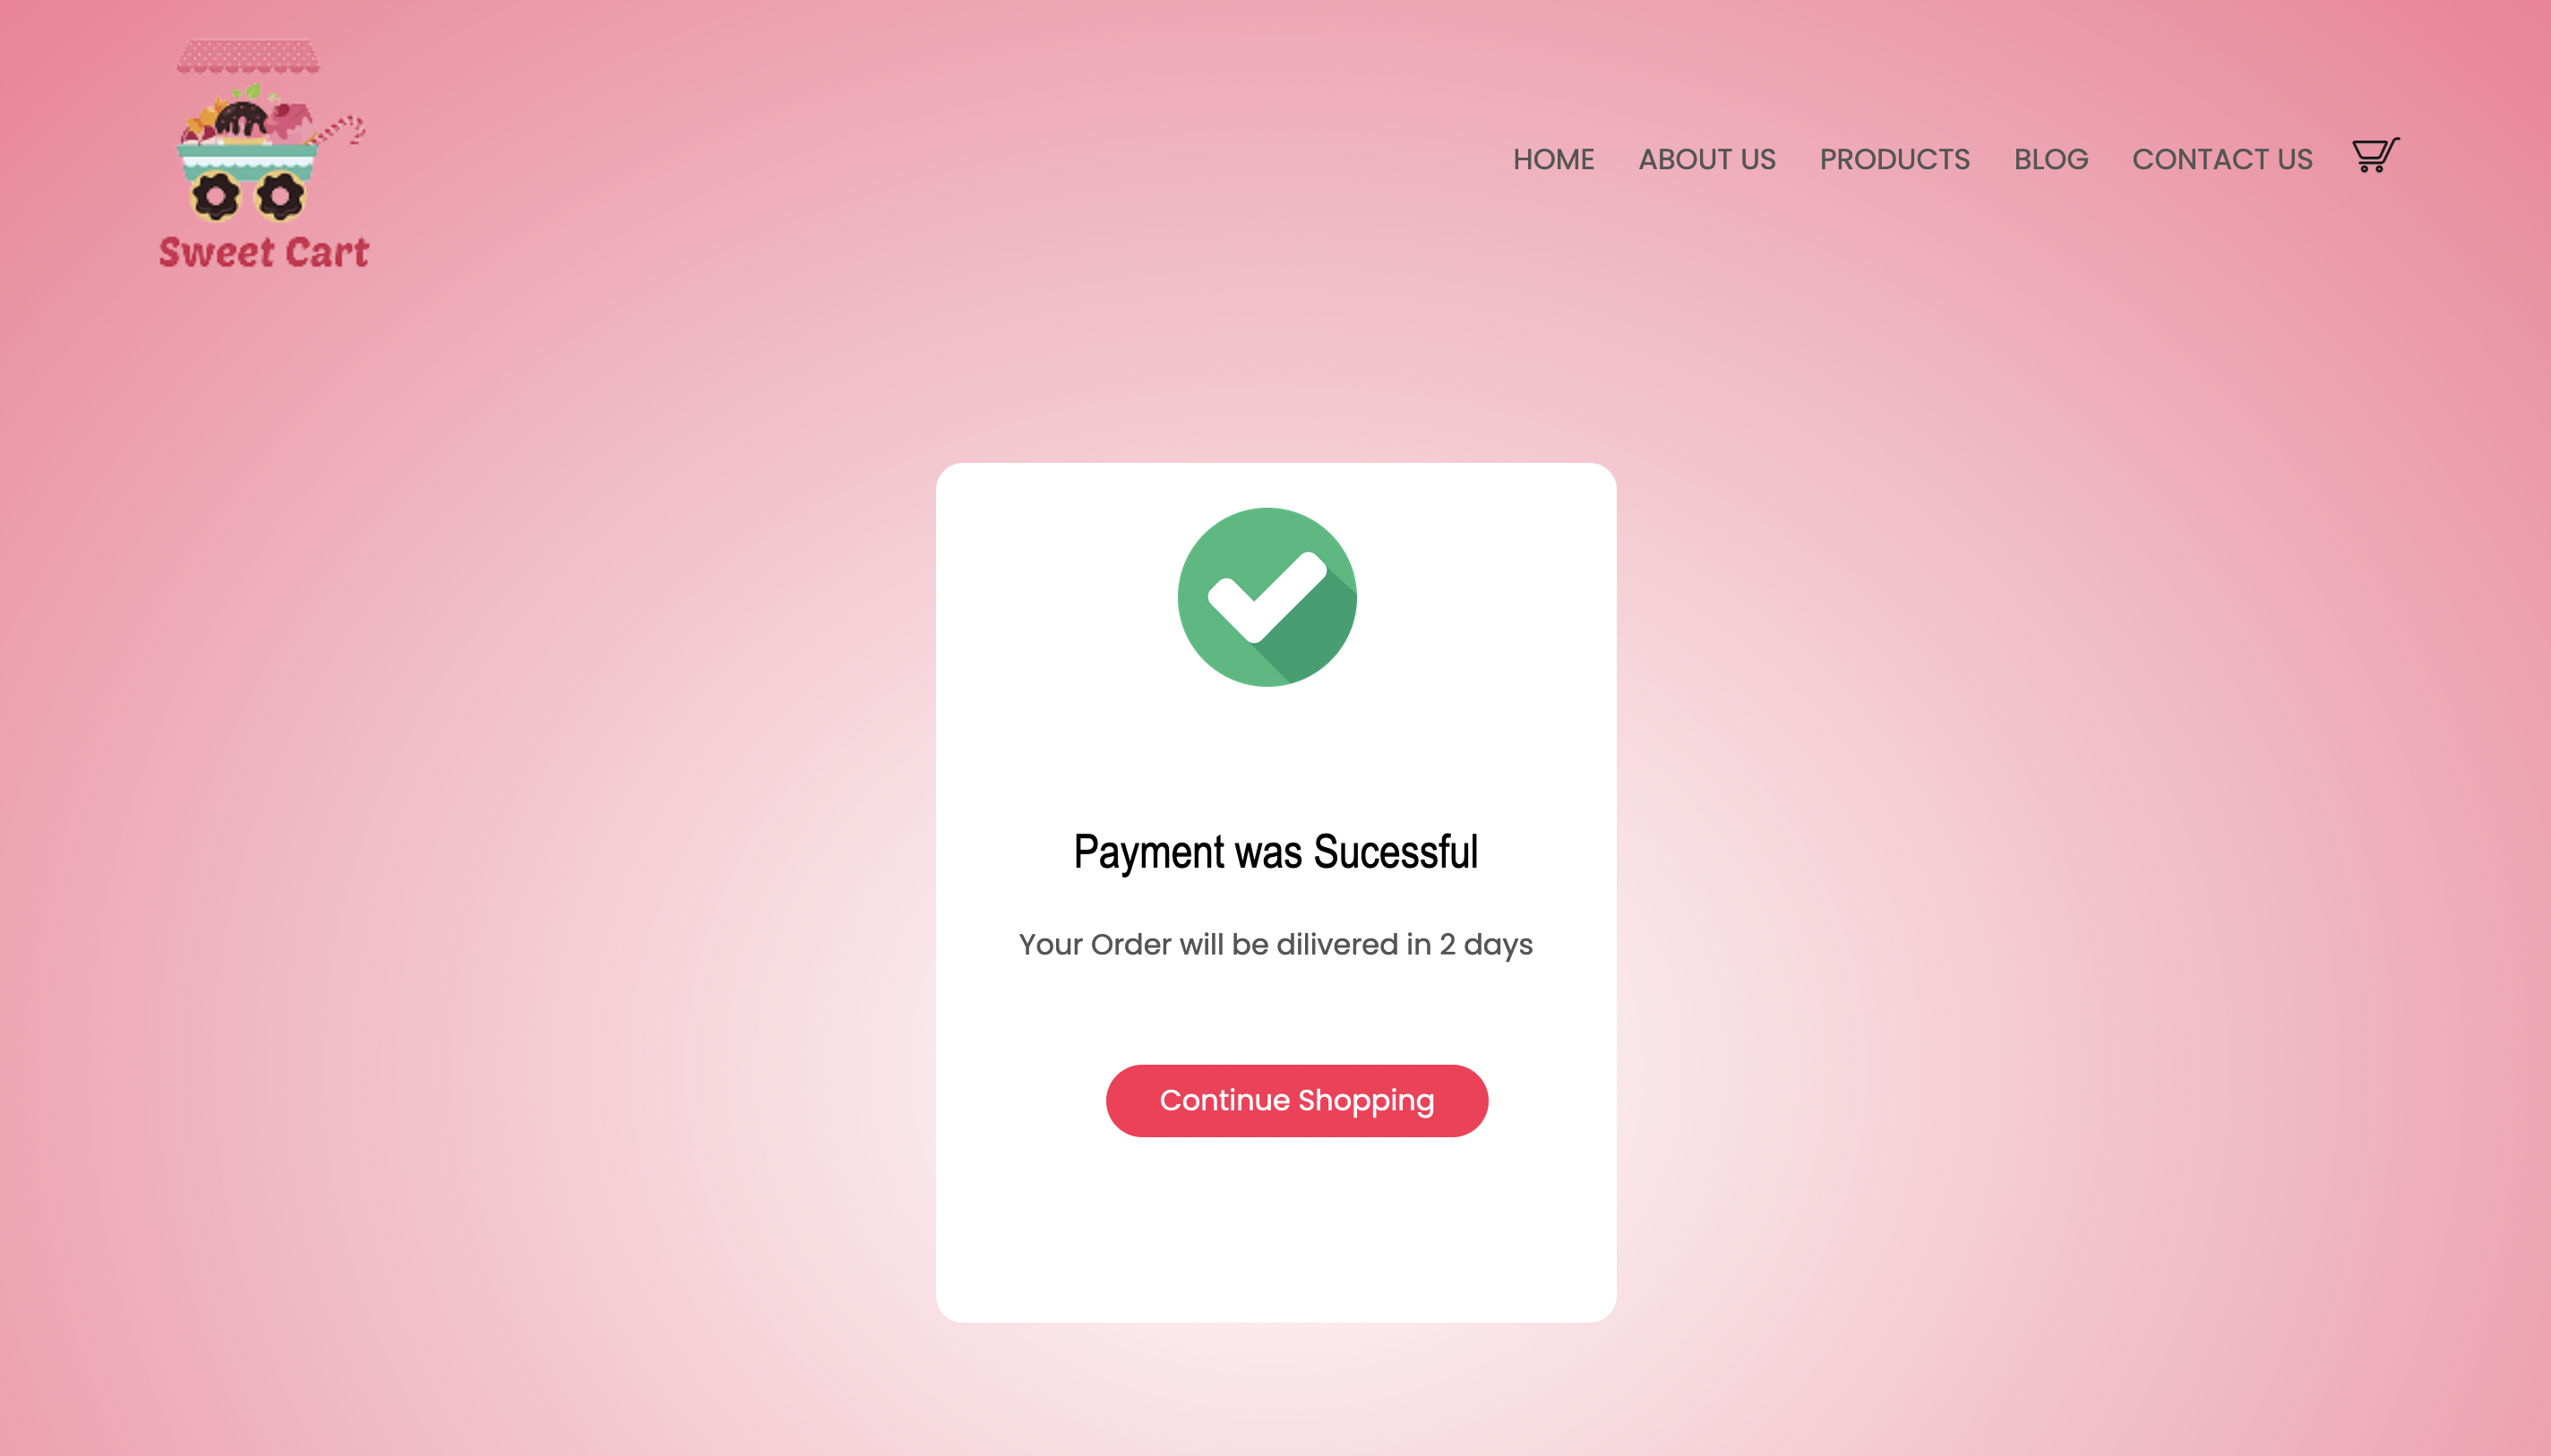 Sweet Cart
HOME ABOUT US PRODUCTS BLOG CONTACT US
Payment was Sucessful
Your Order will be dilivered in 2 days
Continue Shopping